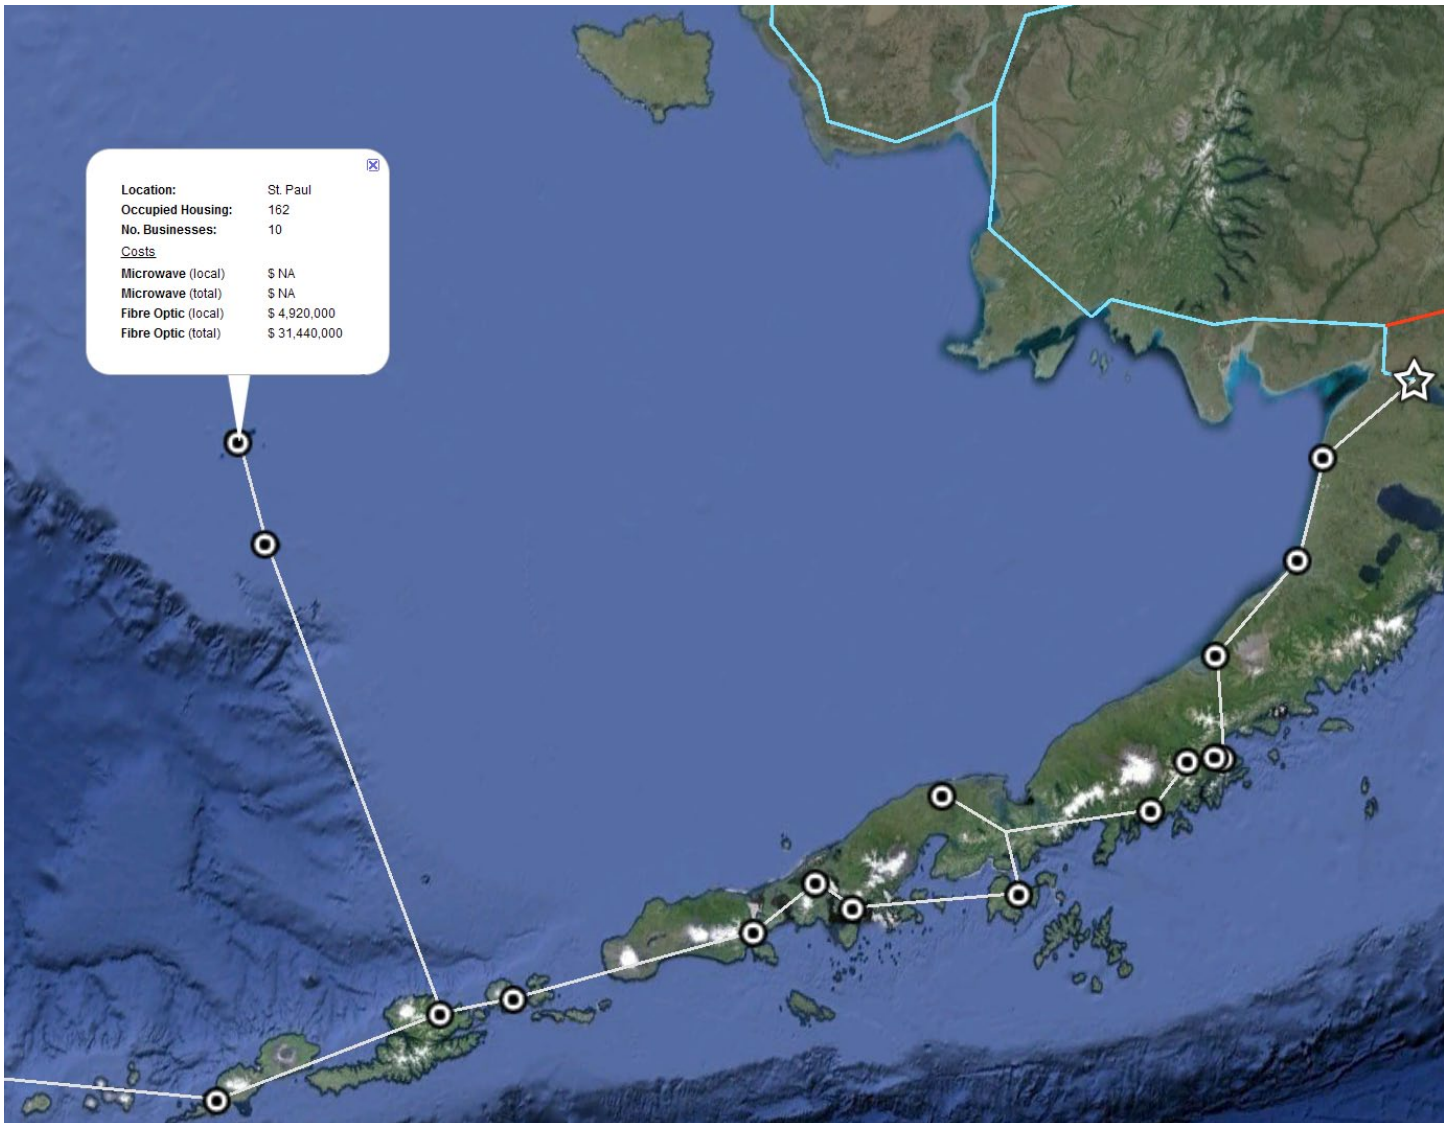 Location: St. Paul
Occupied Housing: 162
No. Businesses: 10
Costs
Microwave (local) $ NA
Microwave (total) $ NA
Fibre Optic (local) $ 4,920,000
Fibre Optic (total) $ 31,440,000